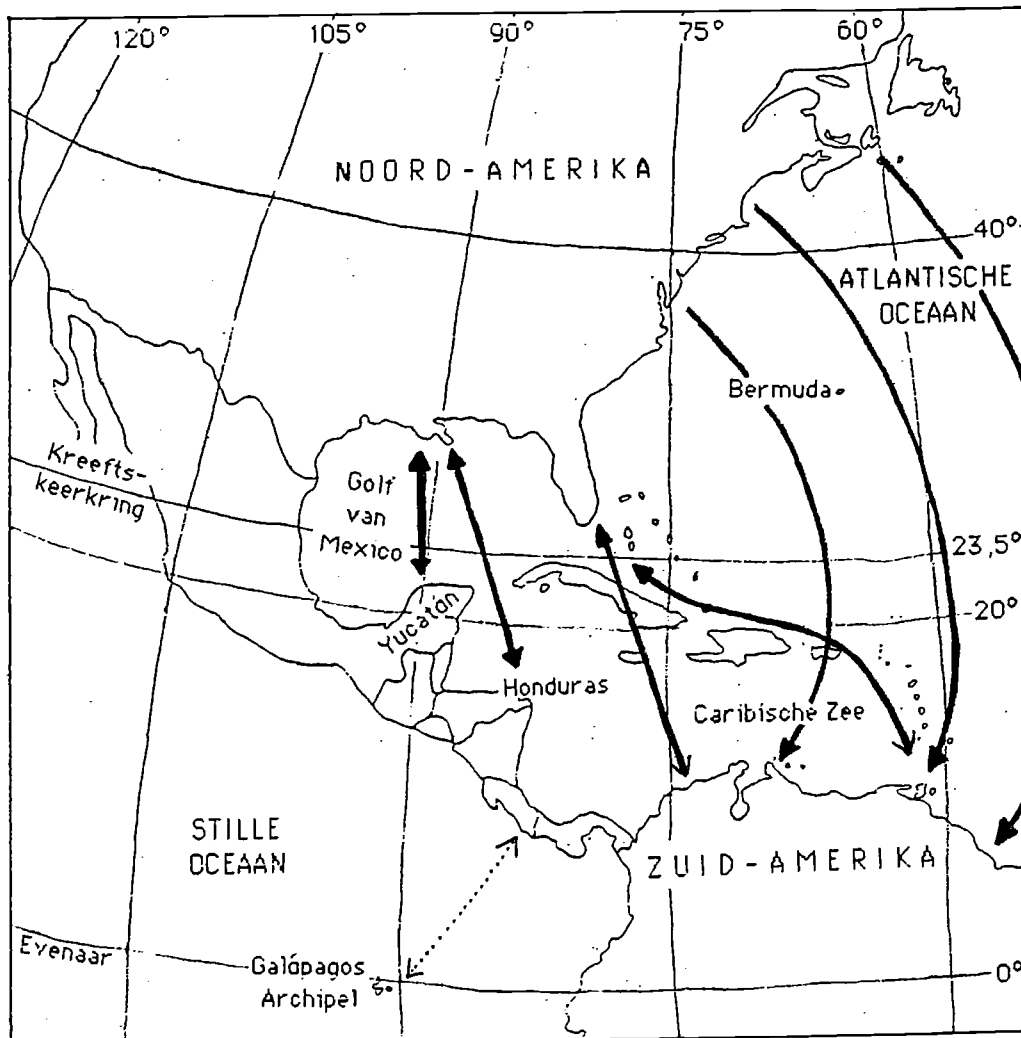 120°
105°
90°
75°
60°
NOORD-AMERIKA
40°
ATLANTISCHE
OCEAAN
Bermuda
Kreefts-
keerkring
Golf
van
Mexico
23,5°
Yucatán
20°
Honduras
Caribische Zee
STILLE
OCEAAN
ZUID-AMERIKA
Evenaar
Galápagos
Archipel
0°